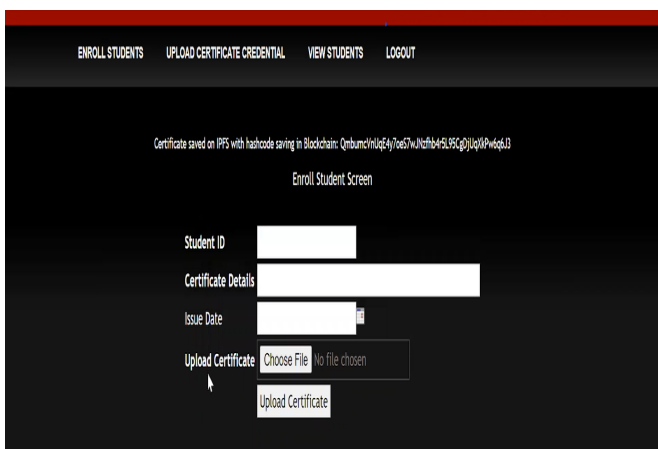 ENROLL STUDENTS UPLOAD CERTIFICATE CREDENTIAL VIEW STUDENTS LOGOUT
Certificate saved on IPFS with hashcode saving in Blockchain: QmbumcVnUqE4y7oeS7wJNzfhb4r5L95CgDjUqXkPw6q6J3
Enroll Student Screen
Student ID
Certificate Details
Issue Date
Upload Certificate Choose File No file chosen
Upload Certificate